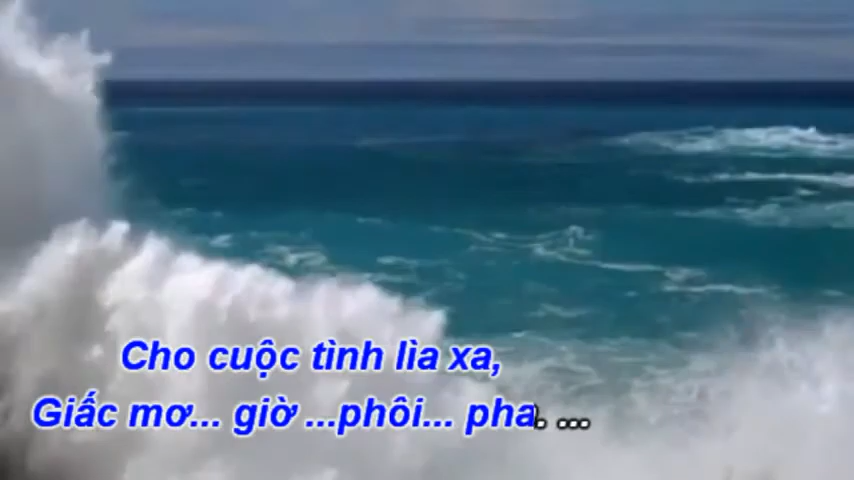 Cho cuộc tình lìa xa,
Giấc mơ... giờ ...phôi... pha. ...